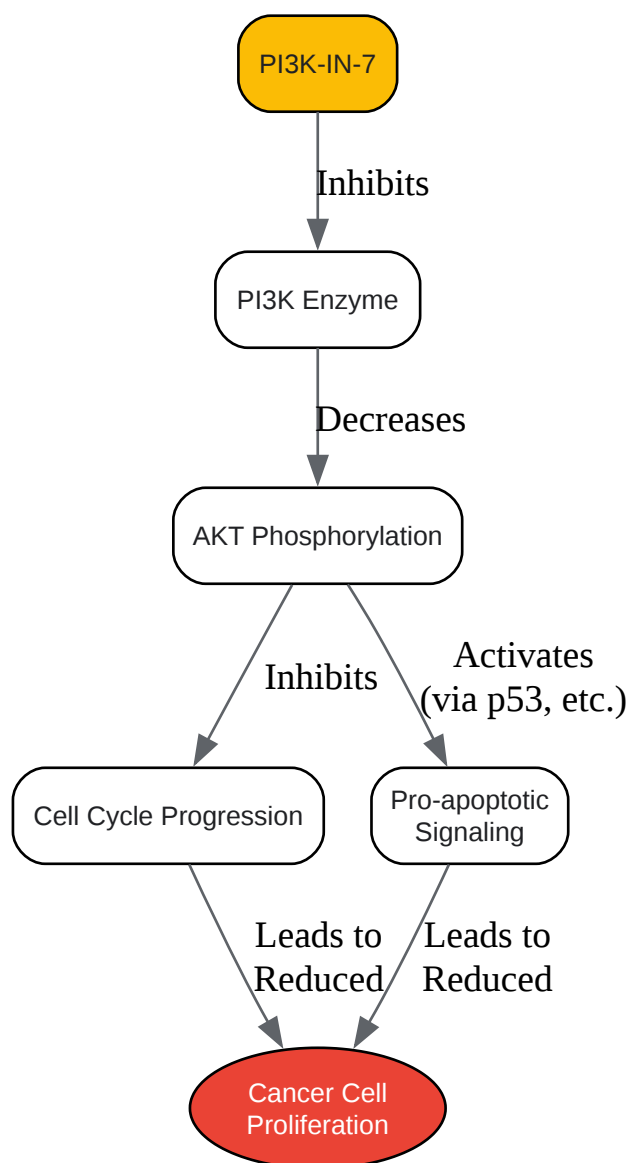 PI3K-IN-7
Inhibits
PI3K Enzyme
Decreases
AKT Phosphorylation
Inhibits
Activates
(via p53, etc.)
Cell Cycle Progression
Pro-apoptotic
Signaling
Leads to
Reduced
Leads to
Reduced
Cancer Cell
Proliferation